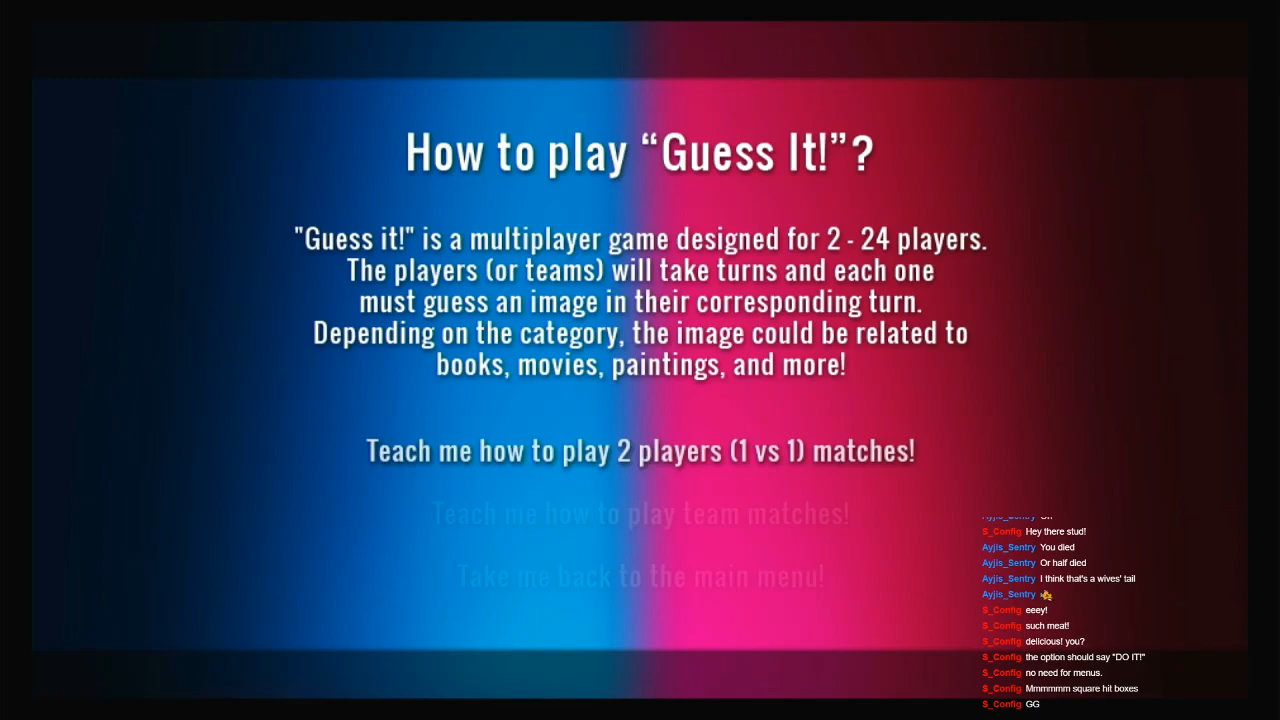 How to play “Guess It!”?
"Guess it!" is a multiplayer game designed for 2 - 24 players.
The players (or teams) will take turns and each one
must guess an image in their corresponding turn.
Depending on the category, the image could be related to
books, movies, paintings, and more!
Teach me how to play 2 players (1 vs 1) matches!
Teach me how to play team matches!
Take me back to the main menu!
Ayjis_Sentry
S_Config Hey there stud!
Ayjis_Sentry You died
Ayjis_Sentry Or half died
Ayjis_Sentry I think that's a wives' tail
Ayjis_Sentry
S_Config eeey!
S_Config such meat!
S_Config delicious! you?
S_Config the option should say "DO IT!"
S_Config no need for menus.
S_Config Mmmmmm square hit boxes
S_Config GG